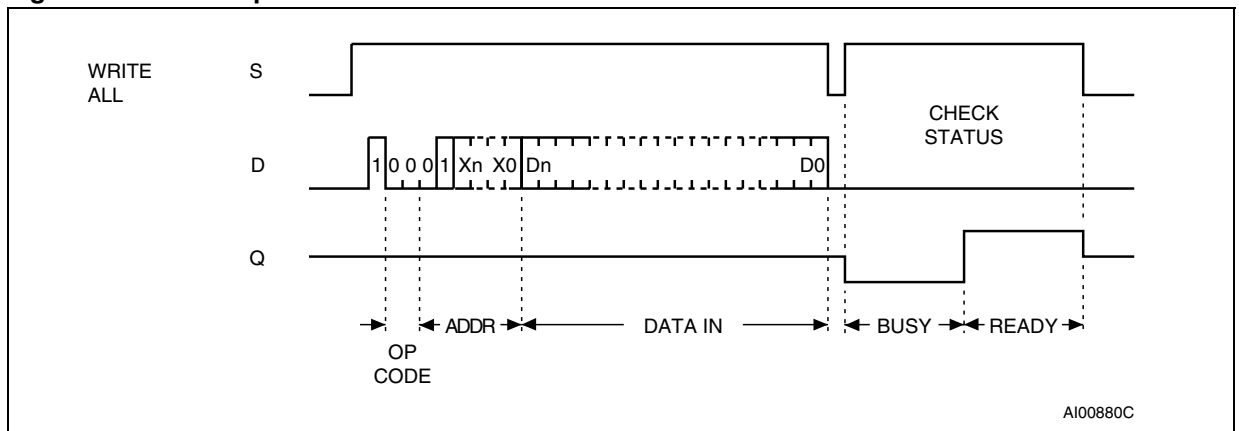 WRITE
ALL
S
CHECK
STATUS
D
1 0 0 0 1 Xn X0 Dn D0
Q
ADDR DATA IN BUSY READY
OP
CODE
AI00880C